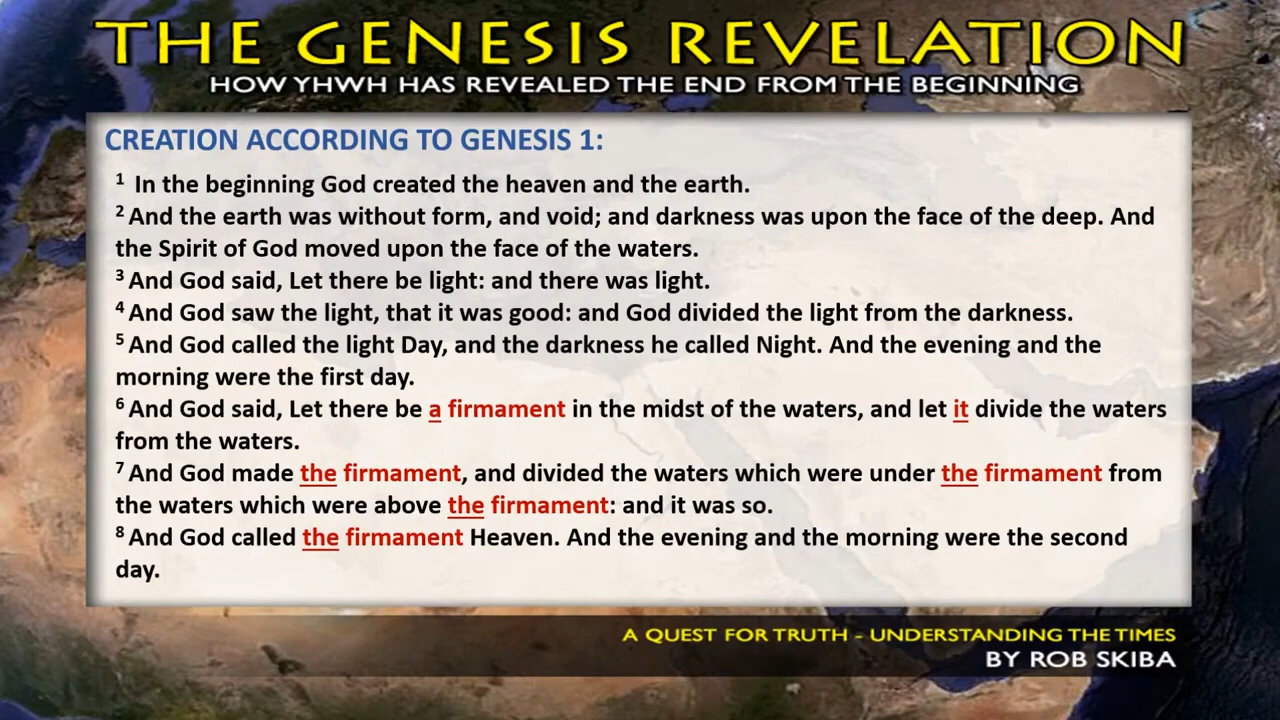 THE GENESIS REVELATION
HOW YHWH HAS REVEALED THE END FROM THE BEGINNING
CREATION ACCORDING TO GENESIS 1:
1 In the beginning God created the heaven and the earth.
2 And the earth was without form, and void; and darkness was upon the face of the deep. And
the Spirit of God moved upon the face of the waters.
3 And God said, Let there be light: and there was light.
4 And God saw the light, that it was good: and God divided the light from the darkness.
5 And God called the light Day, and the darkness he called Night. And the evening and the
morning were the first day.
6 And God said, Let there be a firmament in the midst of the waters, and let it divide the waters
from the waters.
7 And God made the firmament, and divided the waters which were under the firmament from
the waters which were above the firmament: and it was so.
8 And God called the firmament Heaven. And the evening and the morning were the second
day.
A QUEST FOR TRUTH - UNDERSTANDING THE TIMES
BY ROB SKIBA